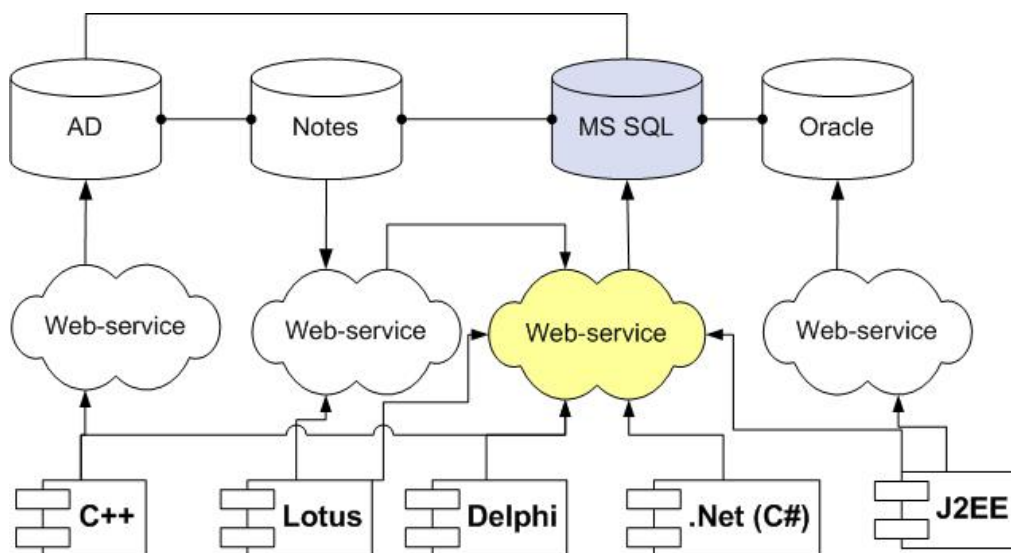 AD
Notes
MS SQL
Oracle
Web-service
Web-service
Web-service
Web-service
C++
Lotus
Delphi
.Net (C#)
J2EE